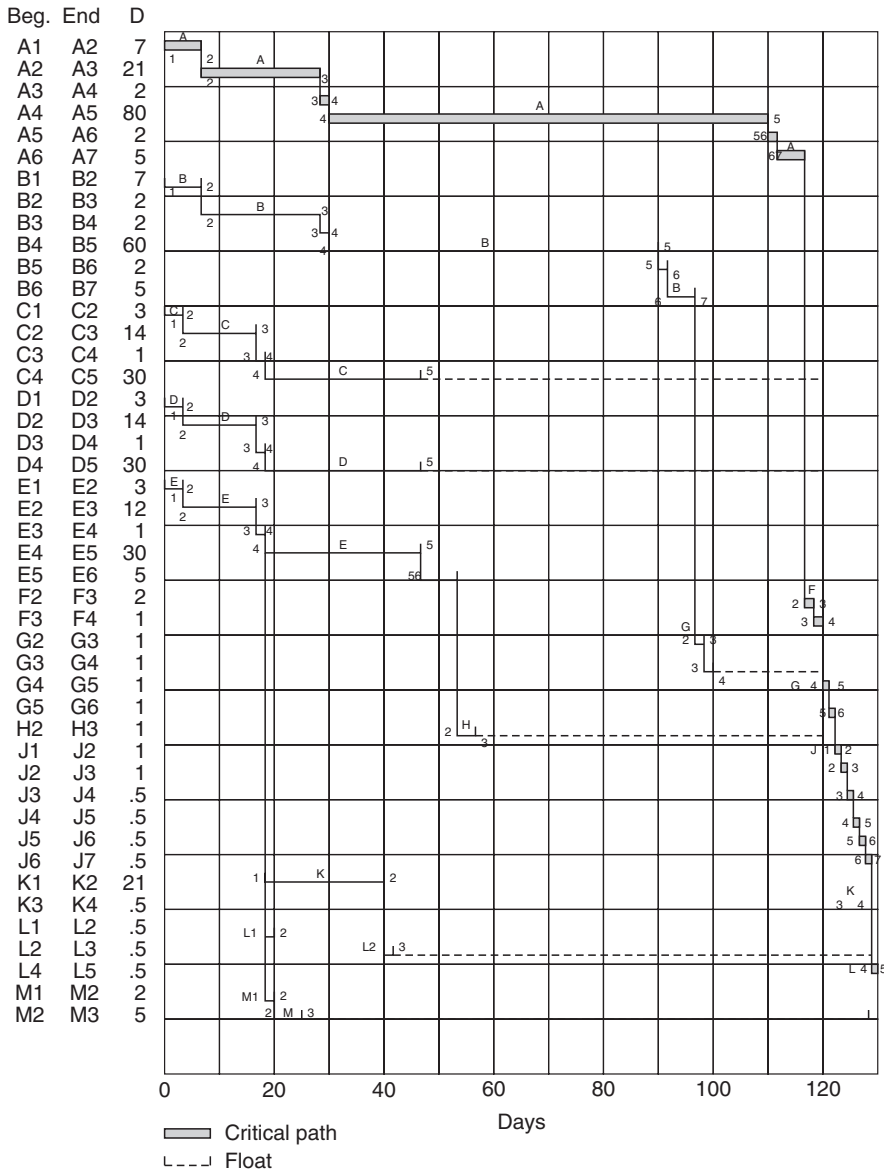 Beg. End D
A1 A2 7 A
1 2 A
A2 A3 21
2 3
A3 A4 2
3 4
A4 A5 80 A
4 5
A5 A6 2 56
A6 A7 5 67 A
B1 B2 7 B
1 2
B2 B3 2 B 3
2
B3 B4 2 3 4
B4 B5 60 4 B 5
B5 B6 2 5
6
B6 B7 5 B
6 7
C1 C2 3 C 2
C2 C3 14 1 C 3
2
C3 C4 1 3 4
C4 C5 30 4 C 5
D1 D2 3 D 2
D2 D3 14 1 D 3
2
D3 D4 1 3 4
D4 D5 30 4 D 5
E1 E2 3 E 2
E2 E3 12 1 E 3
2
E3 E4 1 3 4
E4 E5 30 4 E 5
E5 E6 5 56
F2 F3 2 F
2 3
F3 F4 1 3 4
G2 G3 1 G
2 3
G3 G4 1 3
4
G4 G5 1 G 4 5
G5 G6 1 5 6
H2 H3 1 2 H
3
J1 J2 1 J 1 2
J2 J3 1 2 3
J3 J4 .5 3 4
J4 J5 .5 4 5
J5 J6 .5 5 6
J6 J7 .5 6 7
K1 K2 21 1 K 2
K
K3 K4 .5 3 4
L1 L2 .5 L1 2
L2 L3 .5 L2 3
L4 L5 .5 L 4 5
M1 M2 2 M1 2
M2 M3 5 2 M 3
0 20 40 60 80 100 120
Days
Critical path
Float